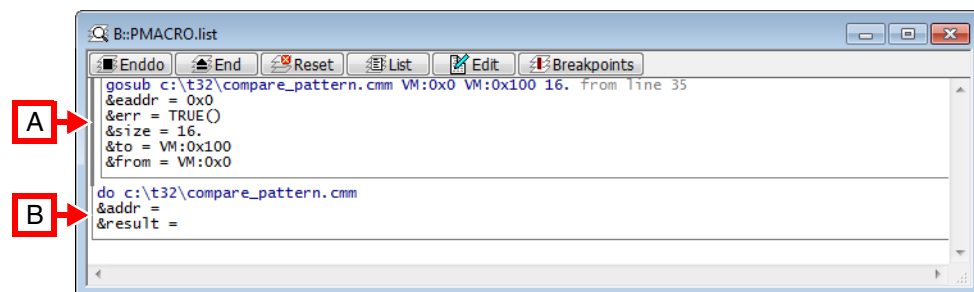 B::PMACRO.list
Enddo End Reset List Edit Breakpoints
gosub c:\t32\compare_pattern.cmm VM:0x0 VM:0x100 16. from line 35
&eaddr = 0x0
A
&err = TRUE()
&size = 16.
&to = VM:0x100
&from = VM:0x0
do c:\t32\compare_pattern.cmm
B
&addr =
&result =